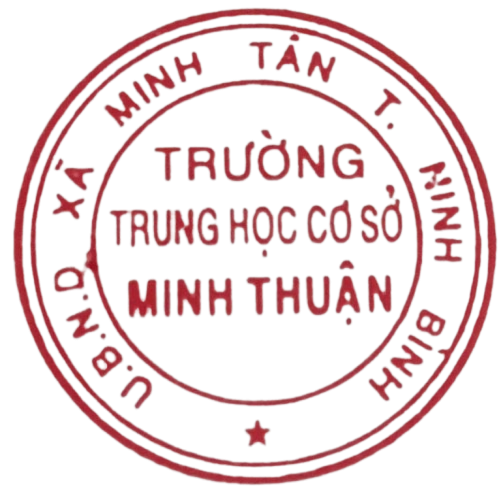 U.B.N.D XÃ MINH TÂN T. NINH BÌNH
TRƯỜNG
TRUNG HỌC CƠ SỞ
MINH THUẬN